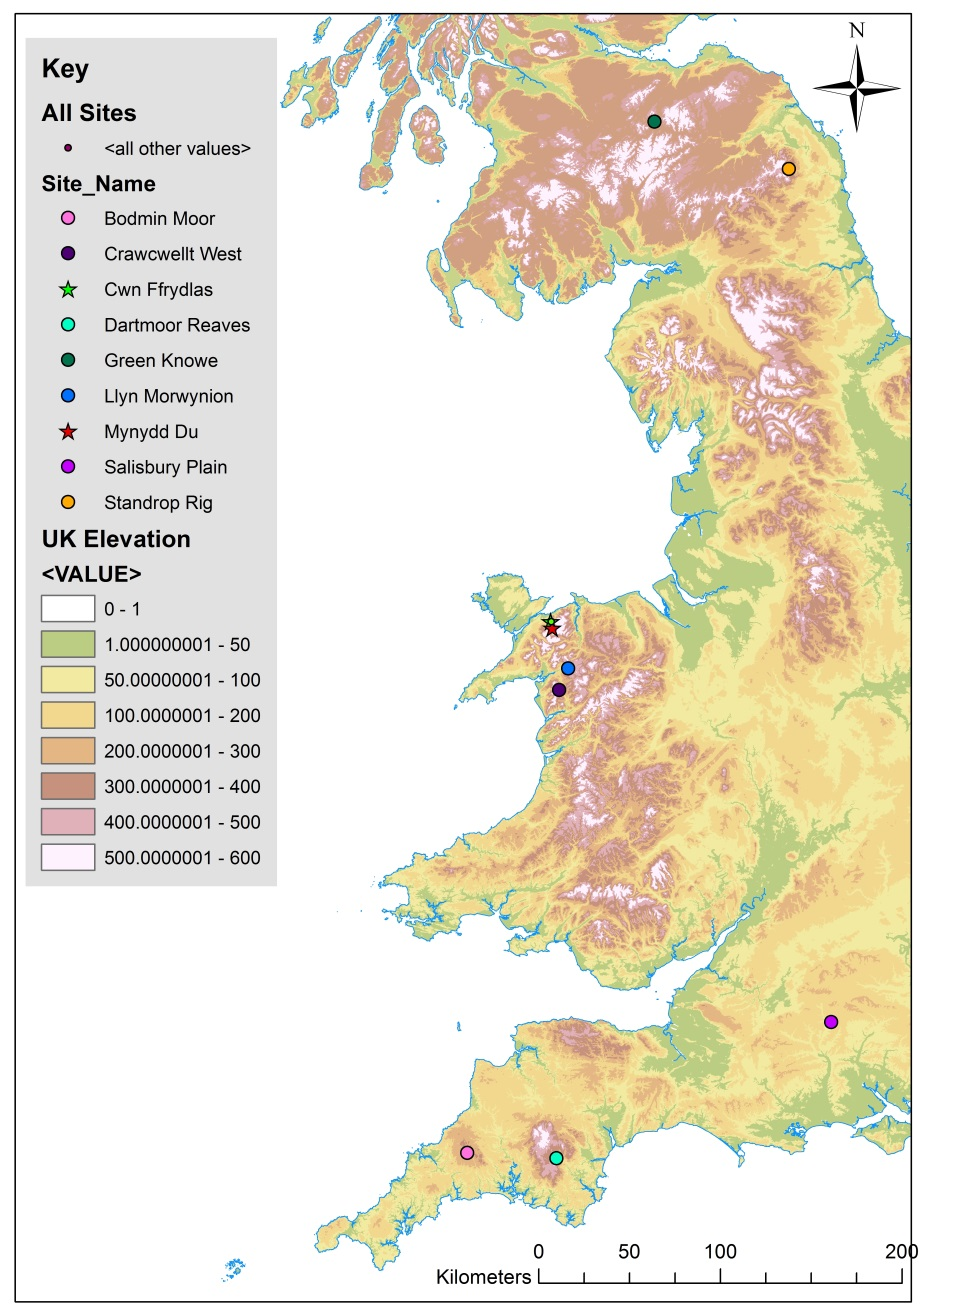 N
Key
All Sites
<all other values>
Site_Name
Bodmin Moor
Crawcwellt West
Cwn Ffrydlas
Dartmoor Reaves
Green Knowe
Llyn Morwynion
Mynydd Du
Salisbury Plain
Standrop Rig
UK Elevation
<VALUE>
0 - 1
1.000000001 - 50
50.00000001 - 100
100.0000001 - 200
200.0000001 - 300
300.0000001 - 400
400.0000001 - 500
500.0000001 - 600
0 50 100 200
Kilometers